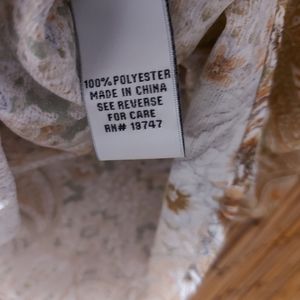 100% POLYESTER
MADE IN CHINA
SEE REVERSE
FOR CARE
RN# 19747